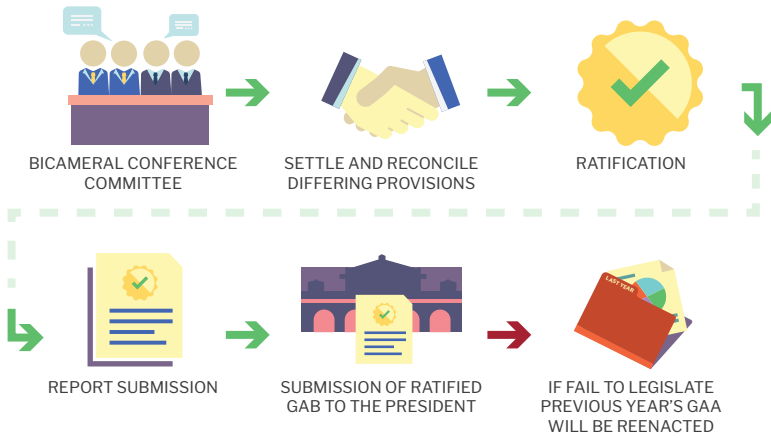 BICAMERAL CONFERENCE
COMMITTEE
SETTLE AND RECONCILE
DIFFERING PROVISIONS
RATIFICATION
REPORT SUBMISSION
SUBMISSION OF RATIFIED
GAB TO THE PRESIDENT
LAST YEAR
IF FAIL TO LEGISLATE
PREVIOUS YEAR'S GAA
WILL BE REENACTED